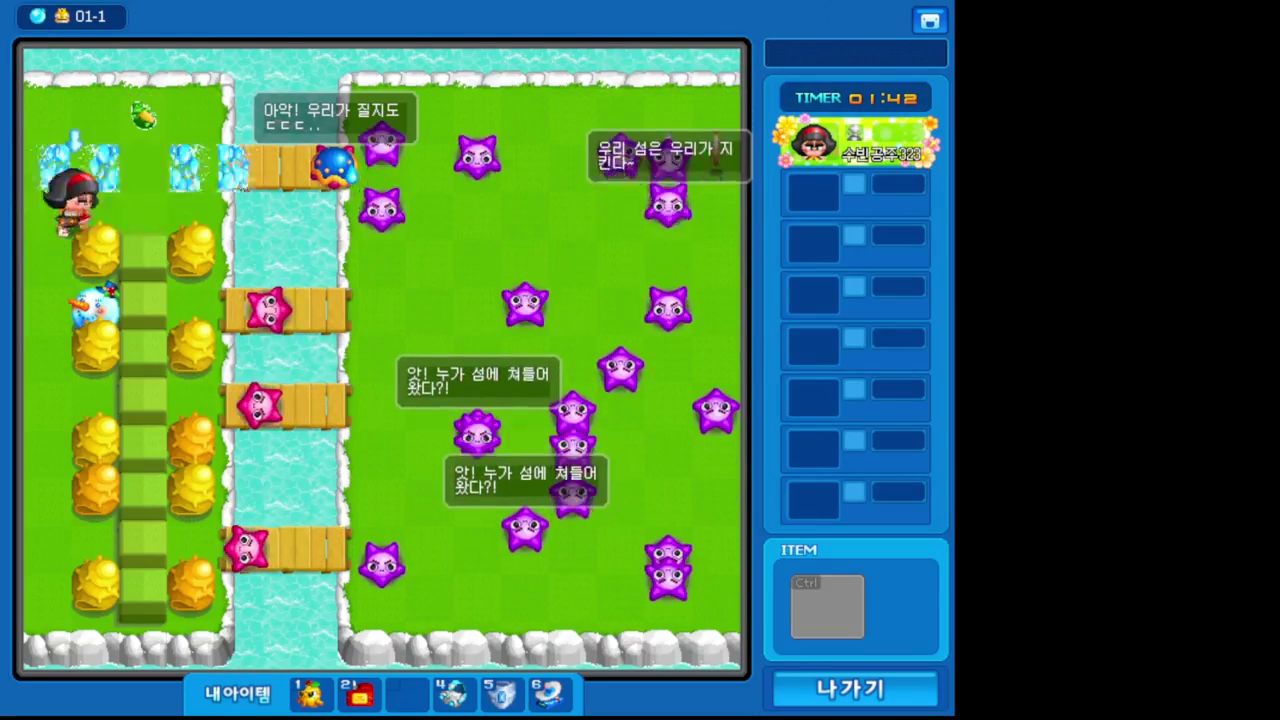 01-1
아악! 우리가 질지도
ㄷㄷㄷ..
우리 섬은 우리가 지
킨다~
앗! 누가 섬에 쳐들어
왔다?!
앗! 누가 섬에 쳐들어
왔다?!
TIMER 01:42
수빈공주323
ITEM
Ctrl
내아이템
1
2
4
5
6
나가기